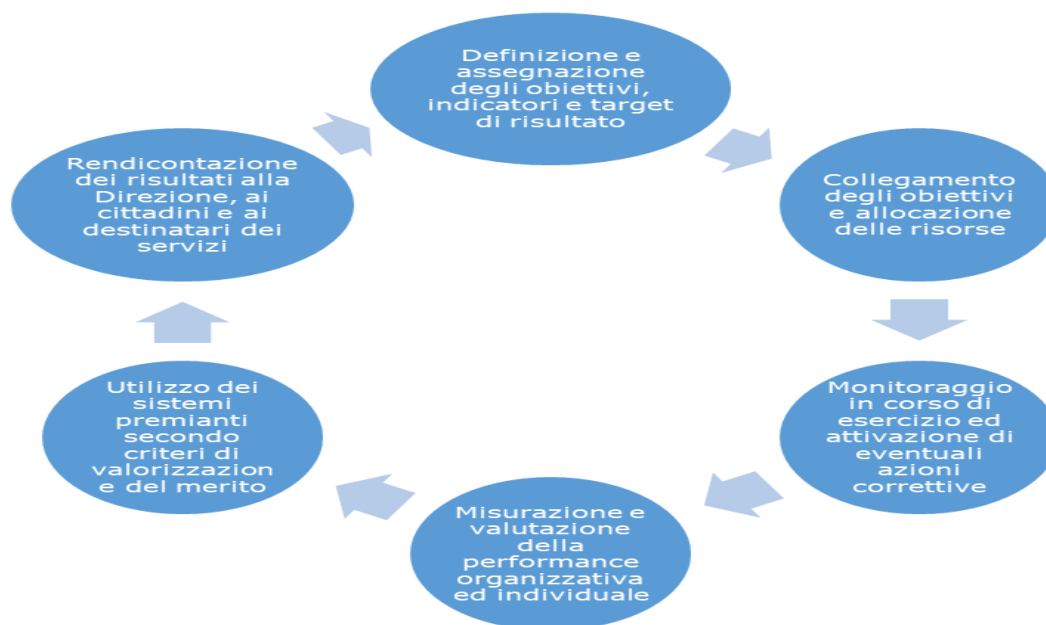 Definizione e
assegnazione
degli obiettivi,
indicatori e target
di risultato
Collegamento
degli obiettivi
e allocazione
delle risorse
Monitoraggio
in corso di
esercizio ed
attivazione di
eventuali
azioni
correttive
Misurazione e
valutazione
della
performance
organizzativa
ed individuale
Utilizzo dei
sistemi
premianti
secondo
criteri di
valorizzazion
e del merito
Rendicontazione
dei risultati alla
Direzione, ai
cittadini e ai
destinatari dei
servizi